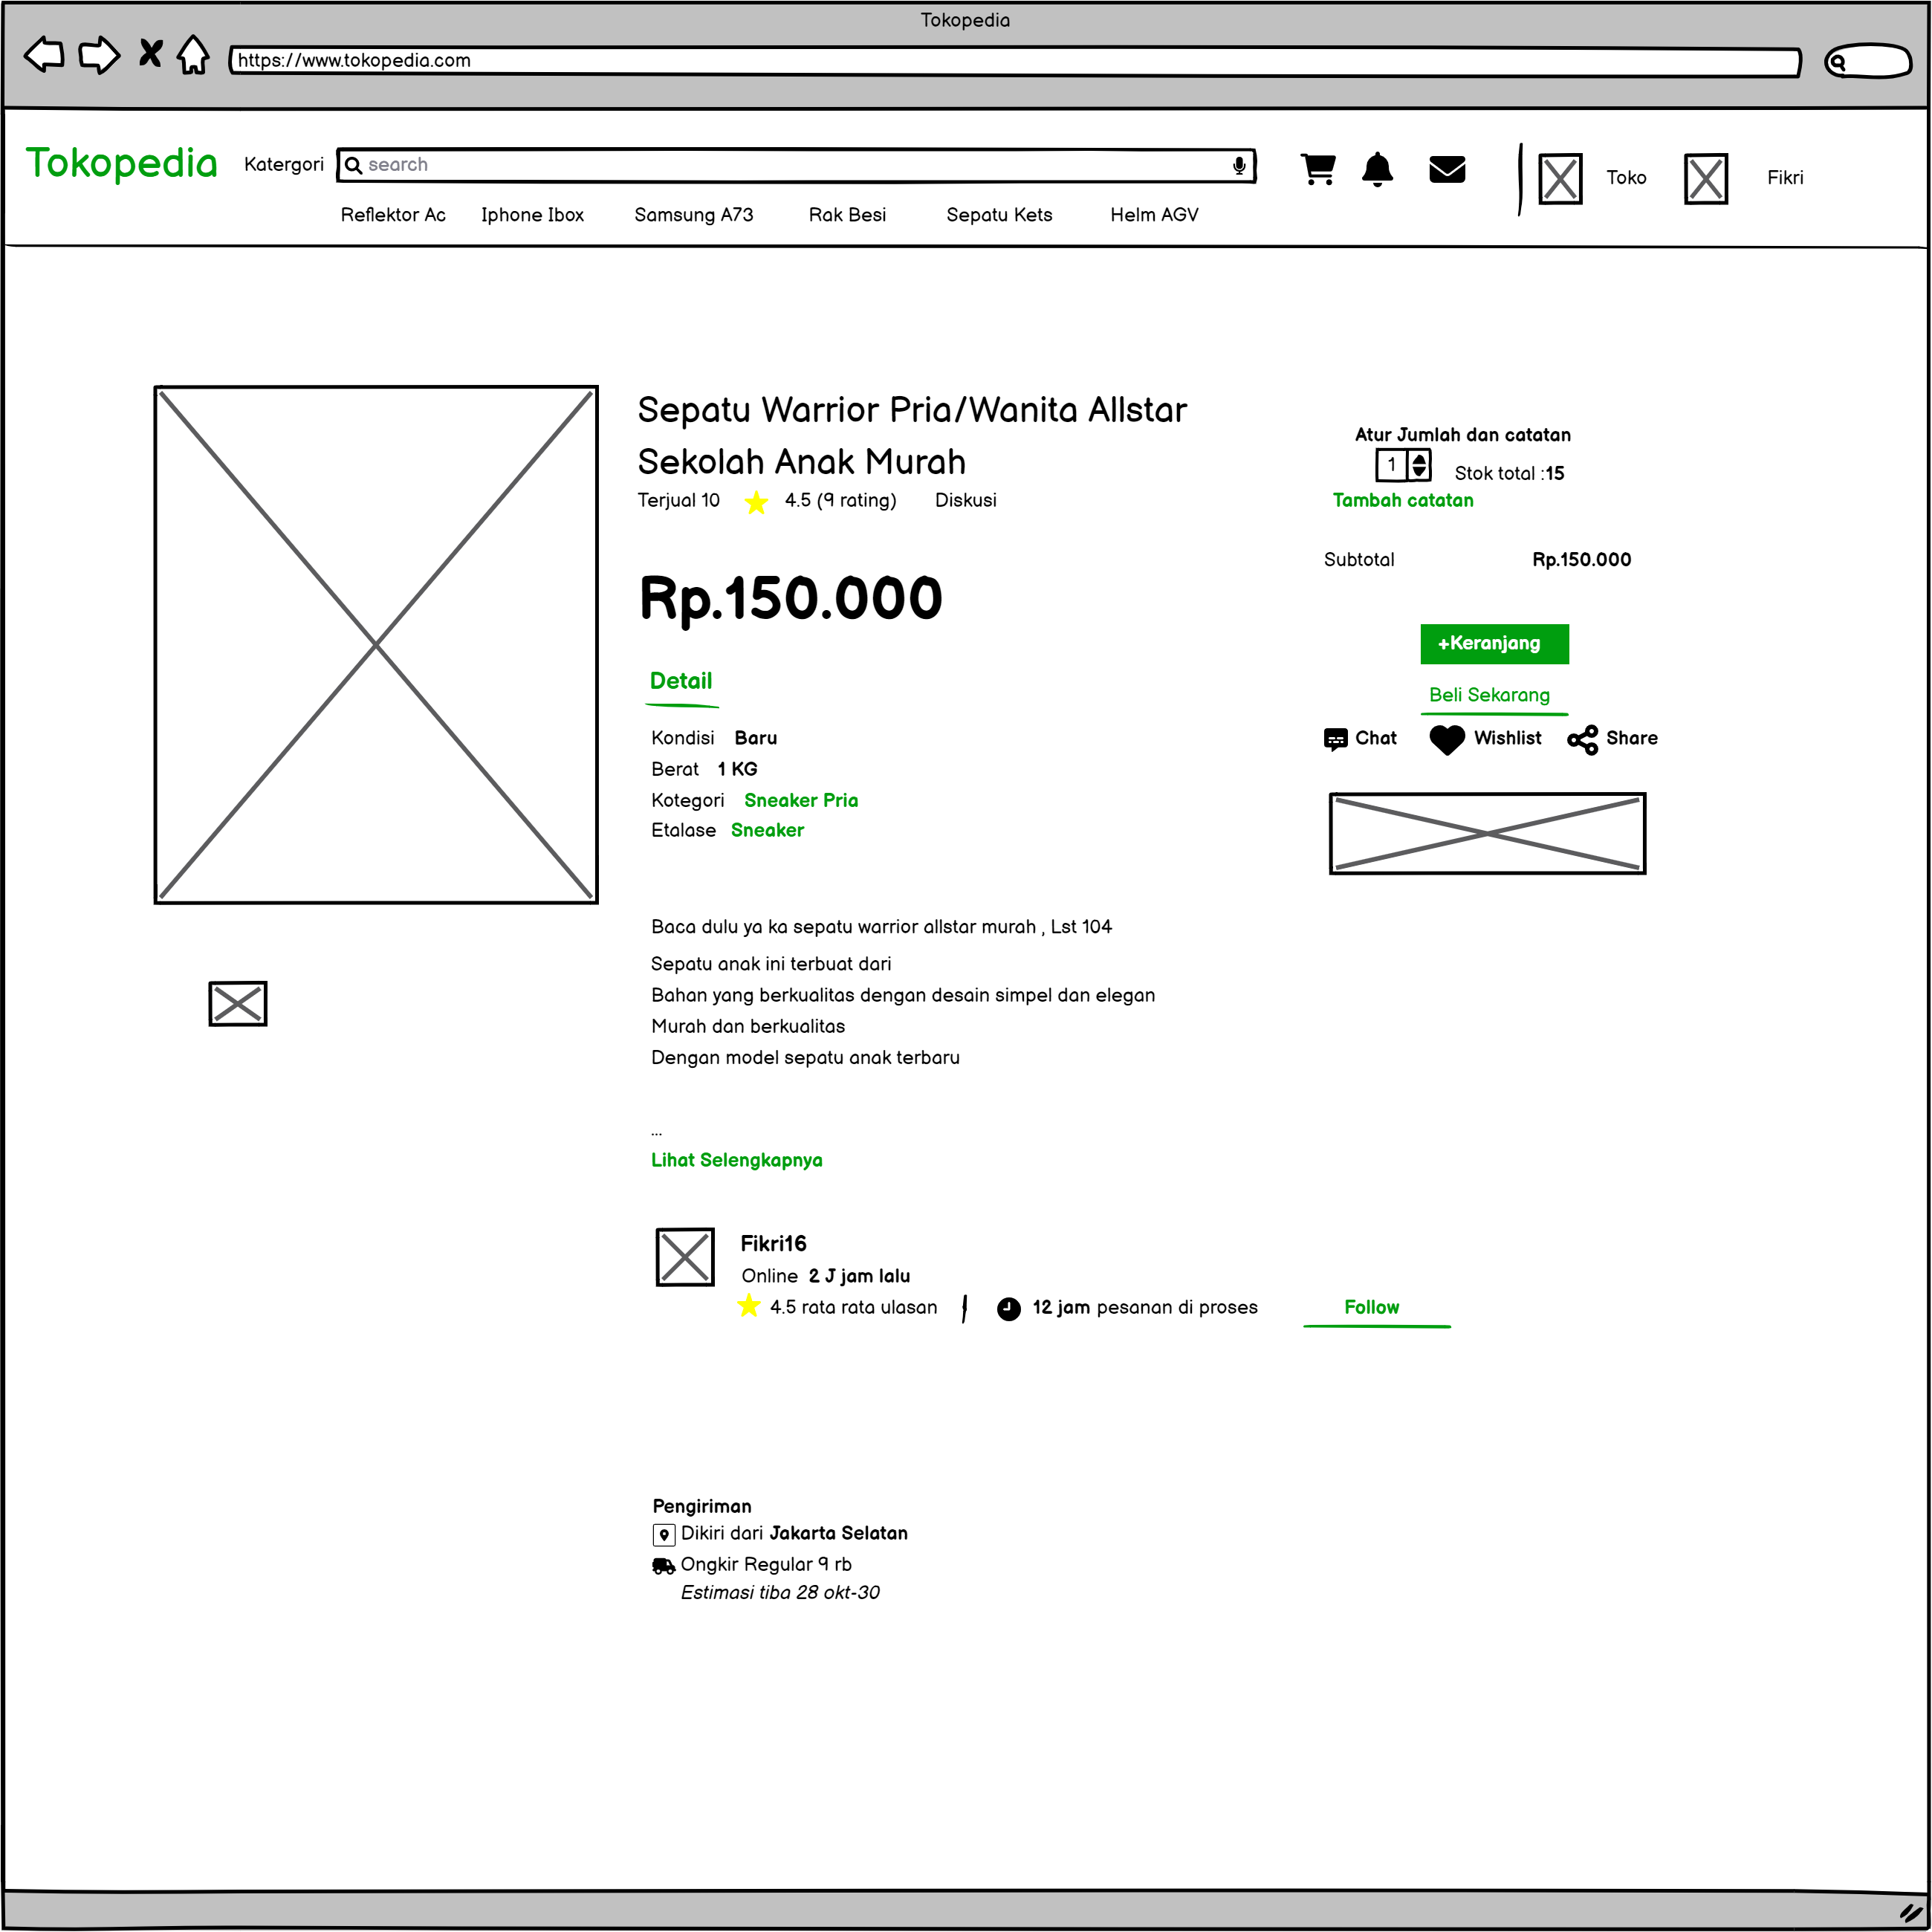 Tokopedia
https://www.tokopedia.com
Tokopedia
Katergori
search
Toko
Fikri
Reflektor Ac
Iphone Ibox
Samsung A73
Rak Besi
Sepatu Kets
Helm AGV
Sepatu Warrior Pria/Wanita Allstar
Sekolah Anak Murah
Terjual 10
4.5 (9 rating)
Diskusi
Rp.150.000
Detail
Kondisi Baru
Berat 1 KG
Kotegori Sneaker Pria
Etalase Sneaker
Baca dulu ya ka sepatu warrior allstar murah , Lst 104
Sepatu anak ini terbuat dari
Bahan yang berkualitas dengan desain simpel dan elegan
Murah dan berkualitas
Dengan model sepatu anak terbaru
...
Lihat Selengkapnya
Atur Jumlah dan catatan
1
Stok total :15
Tambah catatan
Subtotal Rp.150.000
+Keranjang
Beli Sekarang
Chat
Wishlist
Share
Fikri16
Online 2 J jam lalu
4.5 rata rata ulasan
12 jam pesanan di proses
Follow
Pengiriman
Dikiri dari Jakarta Selatan
Ongkir Regular 9 rb
Estimasi tiba 28 okt-30